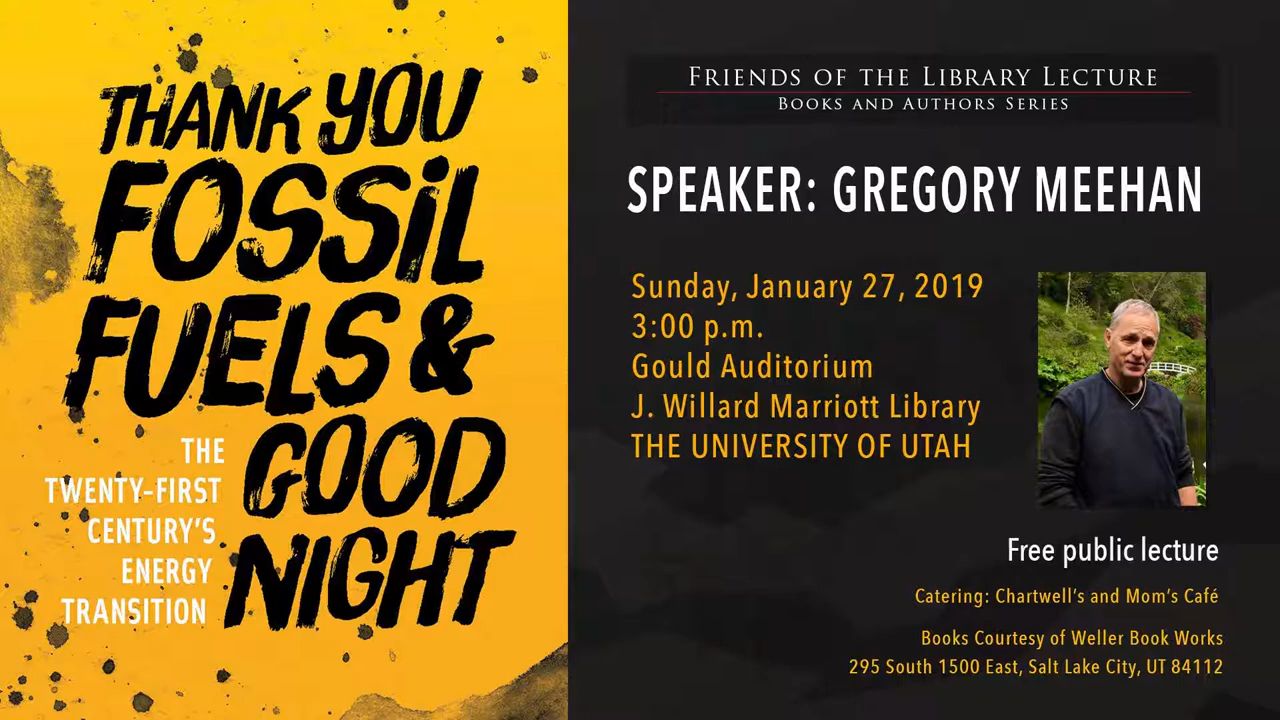 THANK YOU
FOSSiL
FUELS &
GOOD
NIGHT
THE
TWENTY-FIRST
CENTURY'S
ENERGY
TRANSITION
FRIENDS OF THE LIBRARY LECTURE
BOOKS AND AUTHORS SERIES
SPEAKER: GREGORY MEEHAN
Sunday, January 27, 2019
3:00 p.m.
Gould Auditorium
J. Willard Marriott Library
THE UNIVERSITY OF UTAH
Free public lecture
Catering: Chartwell's and Mom's Café
Books Courtesy of Weller Book Works
295 South 1500 East, Salt Lake City, UT 84112